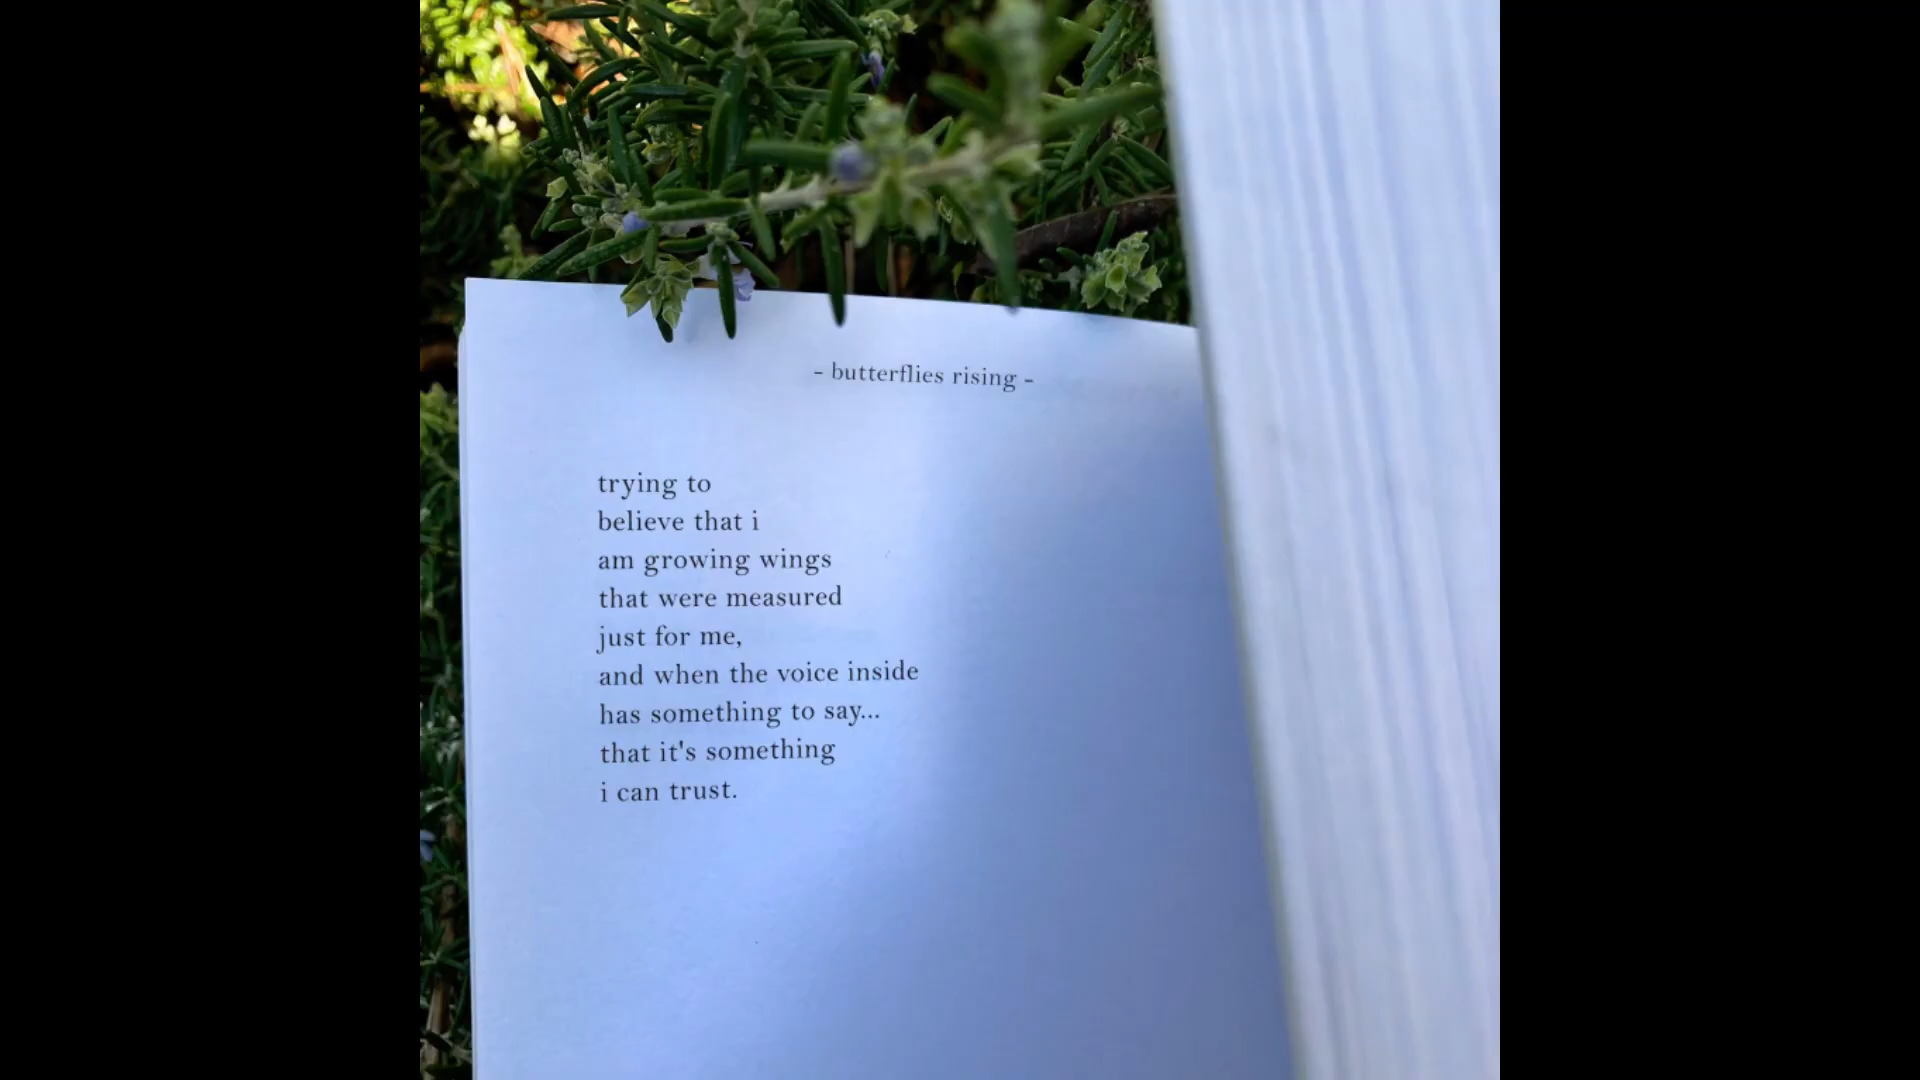 - butterflies rising -
trying to
believe that i
am growing wings
that were measured
just for me,
and when the voice inside
has something to say...
that it's something
i can trust.